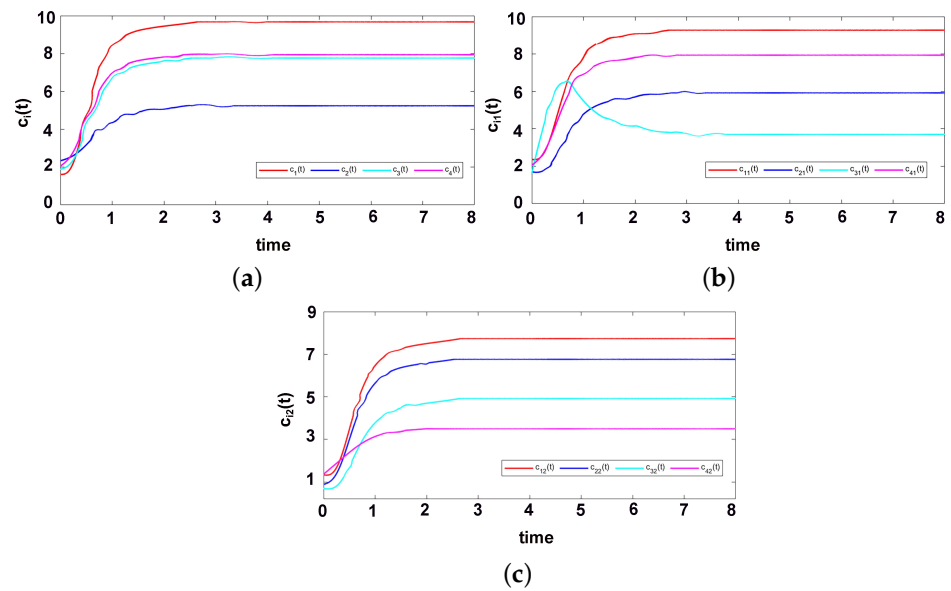 (a)
10
8
6
4
2
0
c_i(t)
c_1(t) c_2(t) c_3(t) c_4(t)
0 1 2 3 4 5 6 7 8
time
(b)
10
8
6
4
2
0
c_i1(t)
c_11(t) c_21(t) c_31(t) c_41(t)
0 1 2 3 4 5 6 7 8
time
(a) (b)
9
7
5
3
1
c_i2(t)
c_12(t) c_22(t) c_32(t) c_42(t)
0 1 2 3 4 5 6 7 8
time
(c)